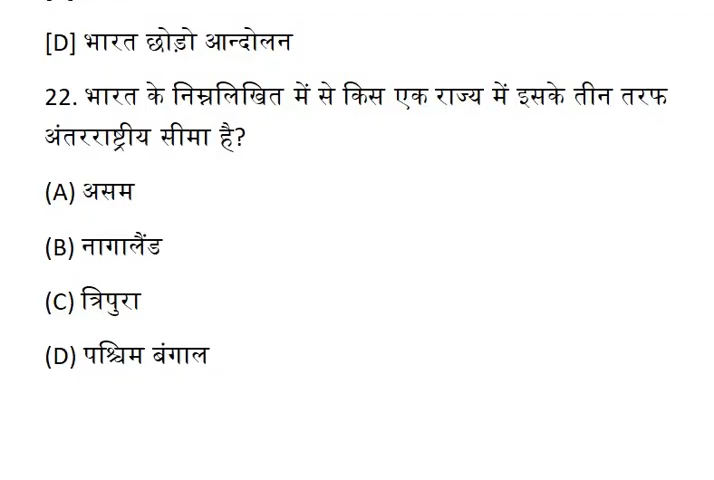 [D] भारत छोड़ो आन्दोलन
22. भारत के निम्नलिखित में से किस एक राज्य में इसके तीन तरफ
अंतरराष्ट्रीय सीमा है?
(A) असम
(B) नागालैंड
(C) त्रिपुरा
(D) पश्चिम बंगाल